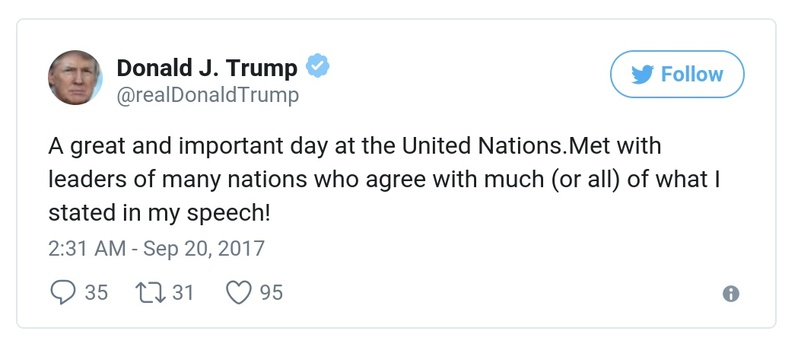 Donald J. Trump
Follow
@realDonaldTrump
A great and important day at the United Nations.Met with
leaders of many nations who agree with much (or all) of what I
stated in my speech!
2:31 AM - Sep 20, 2017
35 31 95